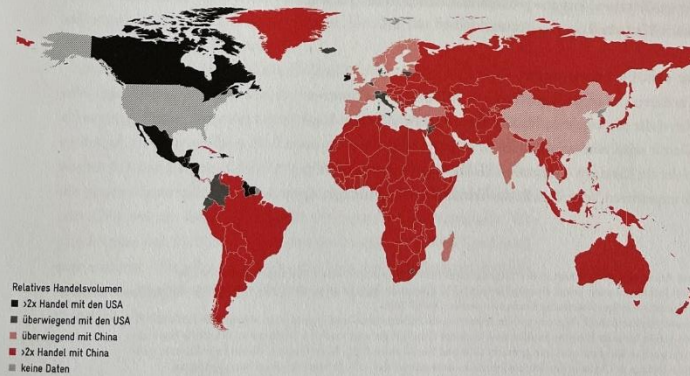 Relatives Handelsvolumen
>2x Handel mit den USA
überwiegend mit den USA
überwiegend mit China
>2x Handel mit China
keine Daten